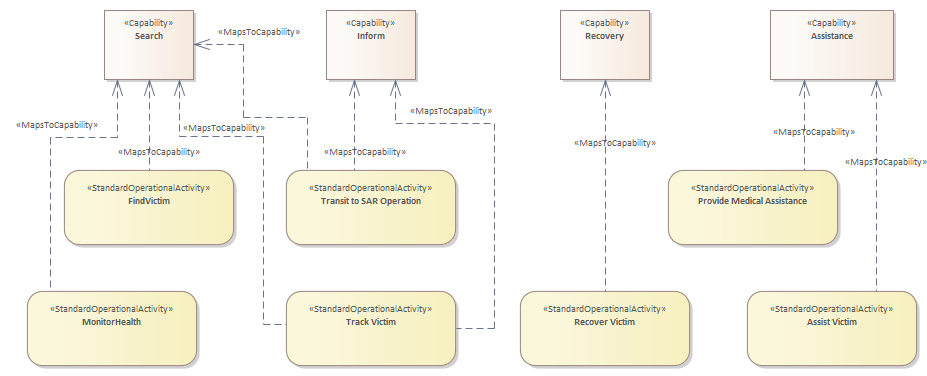 «Capability»
Search
«Capability»
Inform
«Capability»
Recovery
«Capability»
Assistance
«MapsToCapability»
«MapsToCapability»
«MapsToCapability»
«MapsToCapability»
«MapsToCapability»
«MapsToCapability»
«MapsToCapability»
«MapsToCapability»
«MapsToCapability»
«MapsToCapability»
«StandardOperationalActivity»
FindVictim
«StandardOperationalActivity»
Transit to SAR Operation
«StandardOperationalActivity»
Provide Medical Assistance
«StandardOperationalActivity»
MonitorHealth
«StandardOperationalActivity»
Track Victim
«StandardOperationalActivity»
Recover Victim
«StandardOperationalActivity»
Assist Victim